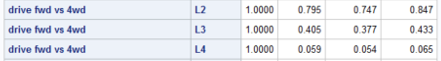 drive fwd vs 4wd L2 1.0000 0.795 0.747 0.847
drive fwd vs 4wd L3 1.0000 0.405 0.377 0.433
drive fwd vs 4wd L4 1.0000 0.059 0.054 0.065